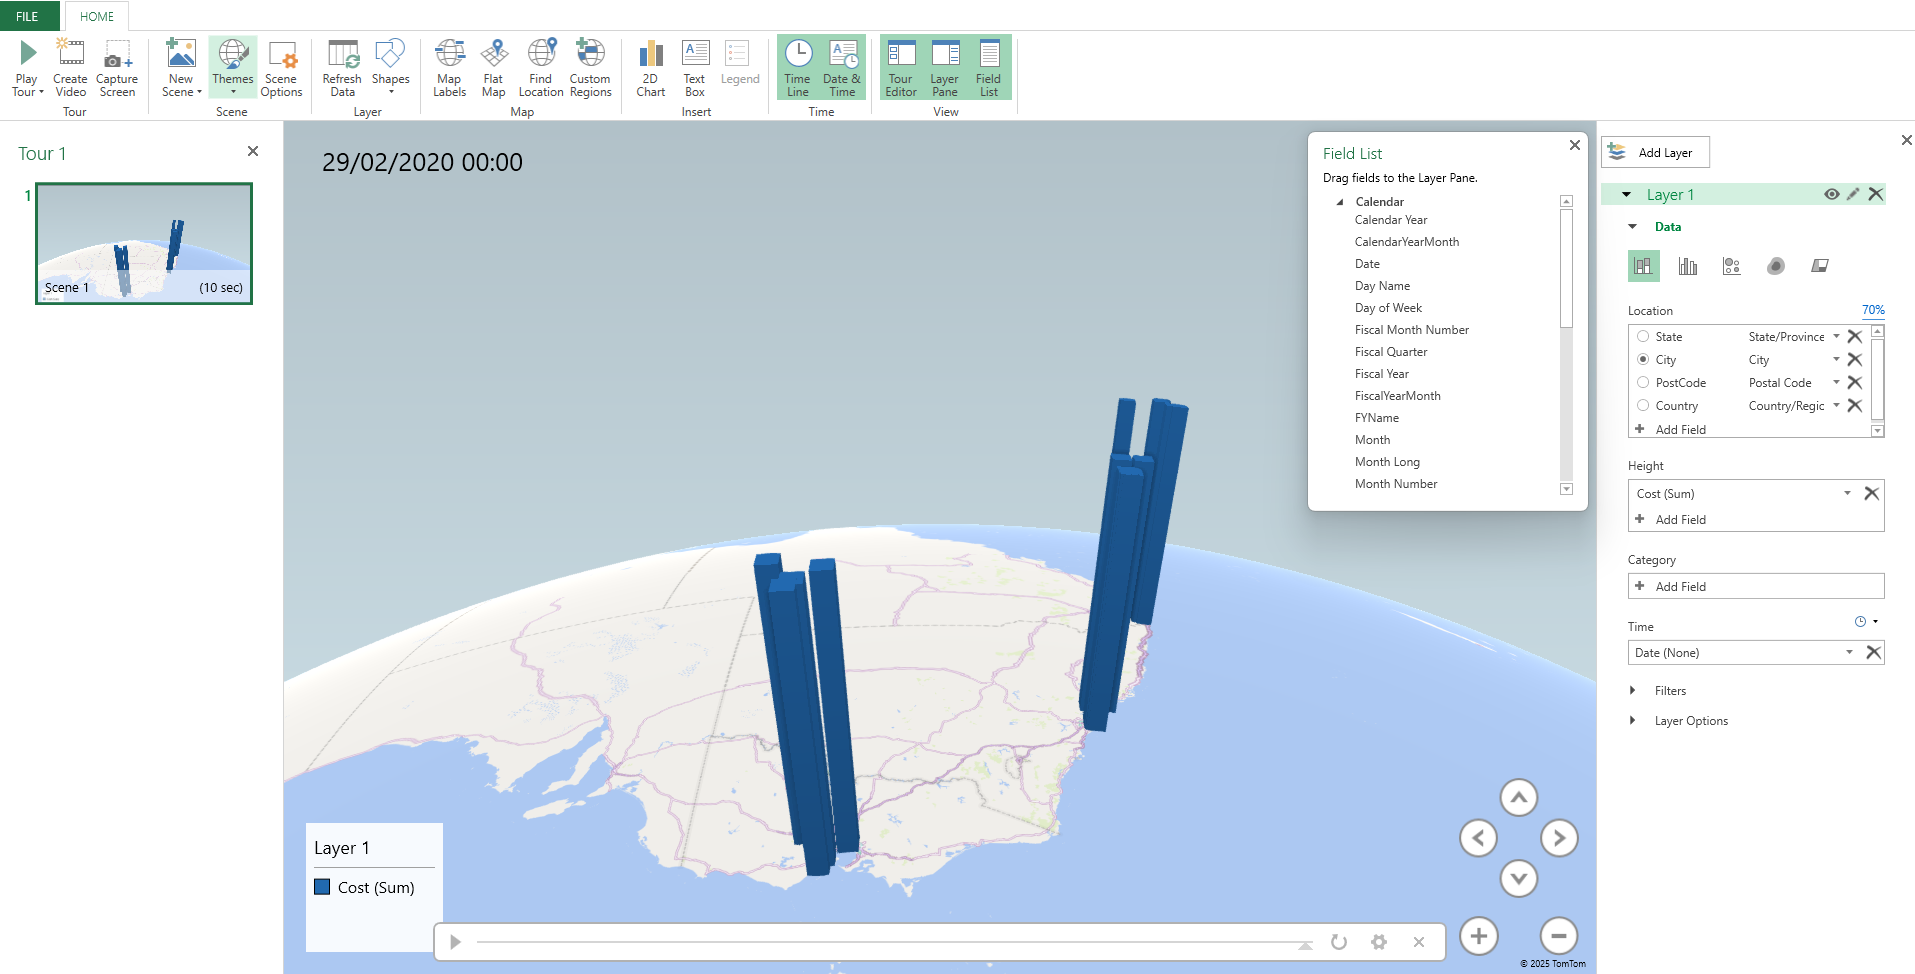 FILE
HOME
Play Tour
Create Video
Capture Screen
Tour
New Scene
Themes
Scene Options
Scene
Refresh Data
Shapes
Layer
Map Labels
Flat Map
Find Location
Custom Regions
Map
2D Chart
Text Box
Legend
Insert
Time Line
Date & Time
Time
Tour Editor
Layer Pane
Field List
View
Tour 1
1
Scene 1
(10 sec)
29/02/2020 00:00
Layer 1
Cost (Sum)
Field List
Drag fields to the Layer Pane.
Calendar
Calendar Year
CalendarYearMonth
Date
Day Name
Day of Week
Fiscal Month Number
Fiscal Quarter
Fiscal Year
FiscalYearMonth
FYName
Month
Month Long
Month Number
© 2025 TomTom
Add Layer
Layer 1
Data
Location 70%
State State/Province
City City
PostCode Postal Code
Country Country/Regic
Add Field
Height
Cost (Sum)
Add Field
Category
Add Field
Time
Date (None)
Filters
Layer Options